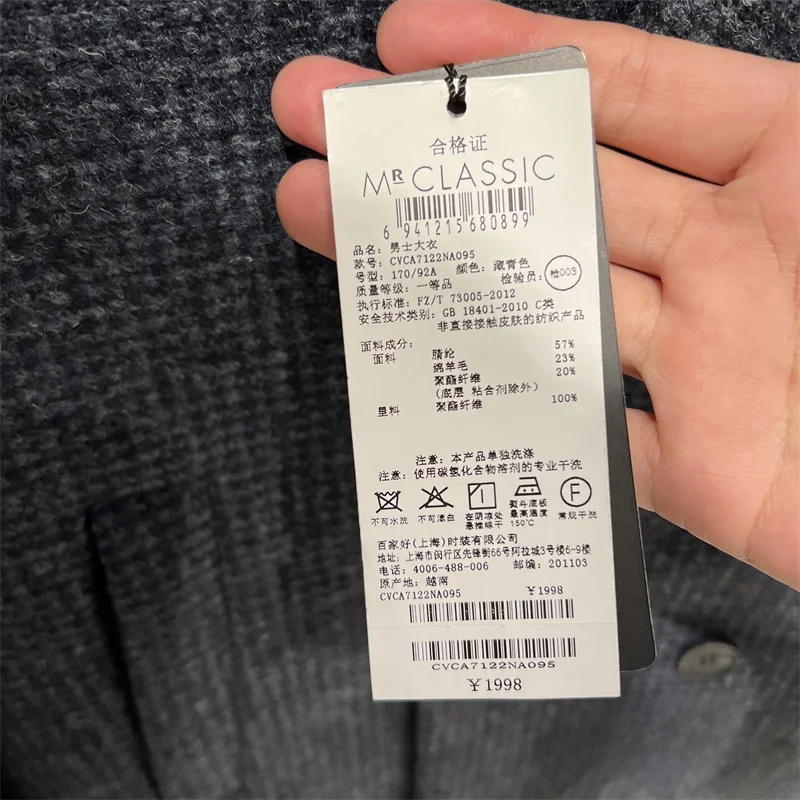 合格证
MR CLASSIC
6 941215 680899
品名: 男士大衣
款号: CVCA7122NA095
号型: 170/92A 颜色: 藏青色
质量等级: 一等品 检验员: 检003
执行标准: FZ/T 73005-2012
安全技术类别: GB 18401-2010 C类
非直接接触皮肤的纺织产品
面料成分:
面料 腈纶 57%
绵羊毛 23%
聚酯纤维 20%
(底层 粘合剂除外)
里料 聚酯纤维 100%
注意: 本产品单独洗涤
注意: 使用碳氢化合物溶剂的专业干洗
F
不可水洗 不可漂白 在阴凉处悬挂晾干 熨斗底板最高温度150℃ 常规干洗
百家好(上海)时装有限公司
地址: 上海市闵行区先锋街66号阿拉城3号楼6-9楼
电话: 4006-488-006 邮编: 201103
原产地: 越南
CVCA7122NA095 ¥1998
CVCA7122NA095
¥1998